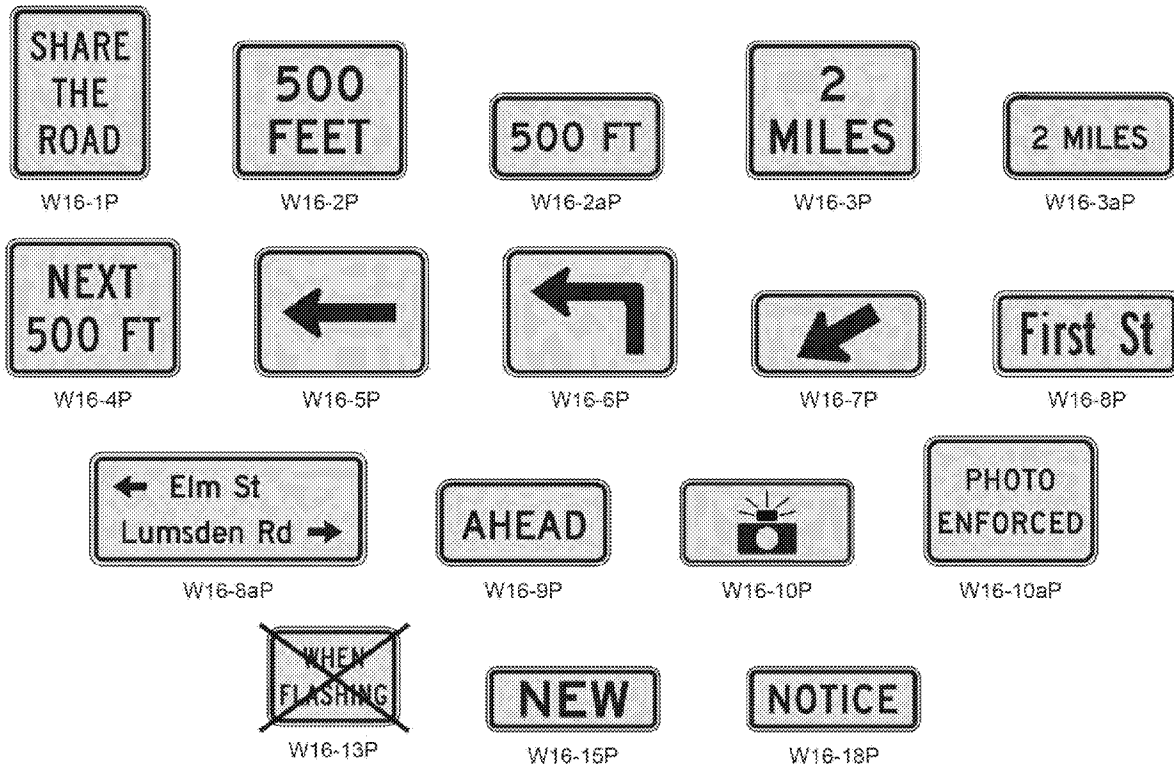 SHARE
THE
ROAD
W16-1P
500
FEET
W16-2P
500 FT
W16-2aP
2
MILES
W16-3P
2 MILES
W16-3aP
NEXT
500 FT
W16-4P
W16-5P
W16-6P
W16-7P
First St
W16-8P
Elm St
Lumsden Rd
W16-8aP
AHEAD
W16-9P
W16-10P
PHOTO
ENFORCED
W16-10aP
WHEN
FLASHING
W16-13P
NEW
W16-15P
NOTICE
W16-18P